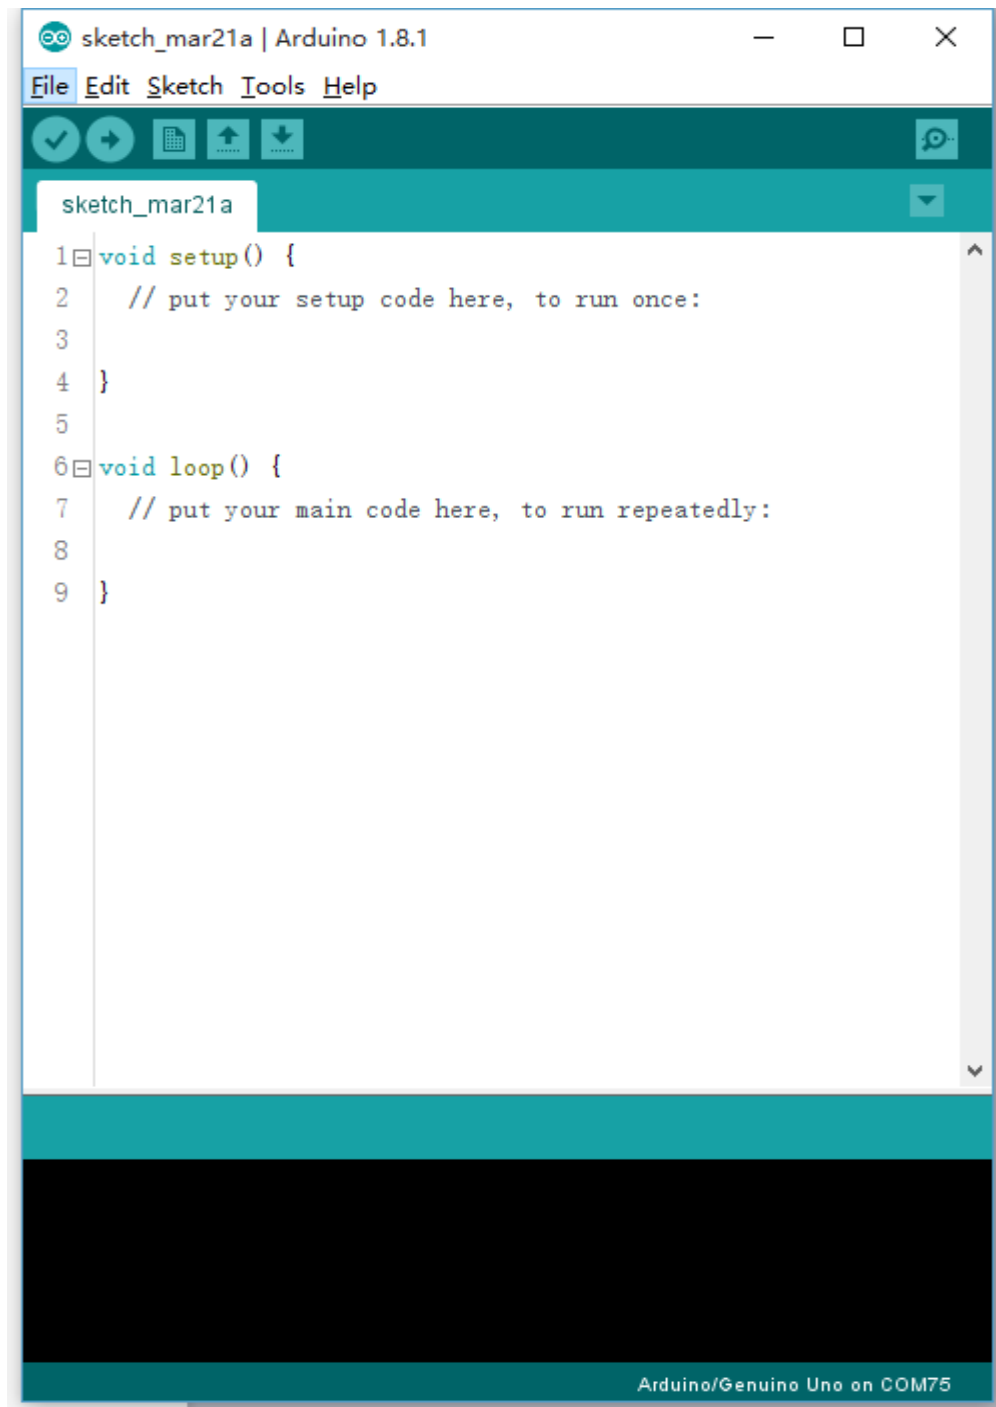 sketch_mar21a | Arduino 1.8.1
File Edit Sketch Tools Help
sketch_mar21a
1 void setup() {
2 // put your setup code here, to run once:
3
4 }
5
6 void loop() {
7 // put your main code here, to run repeatedly:
8
9 }
Arduino/Genuino Uno on COM75